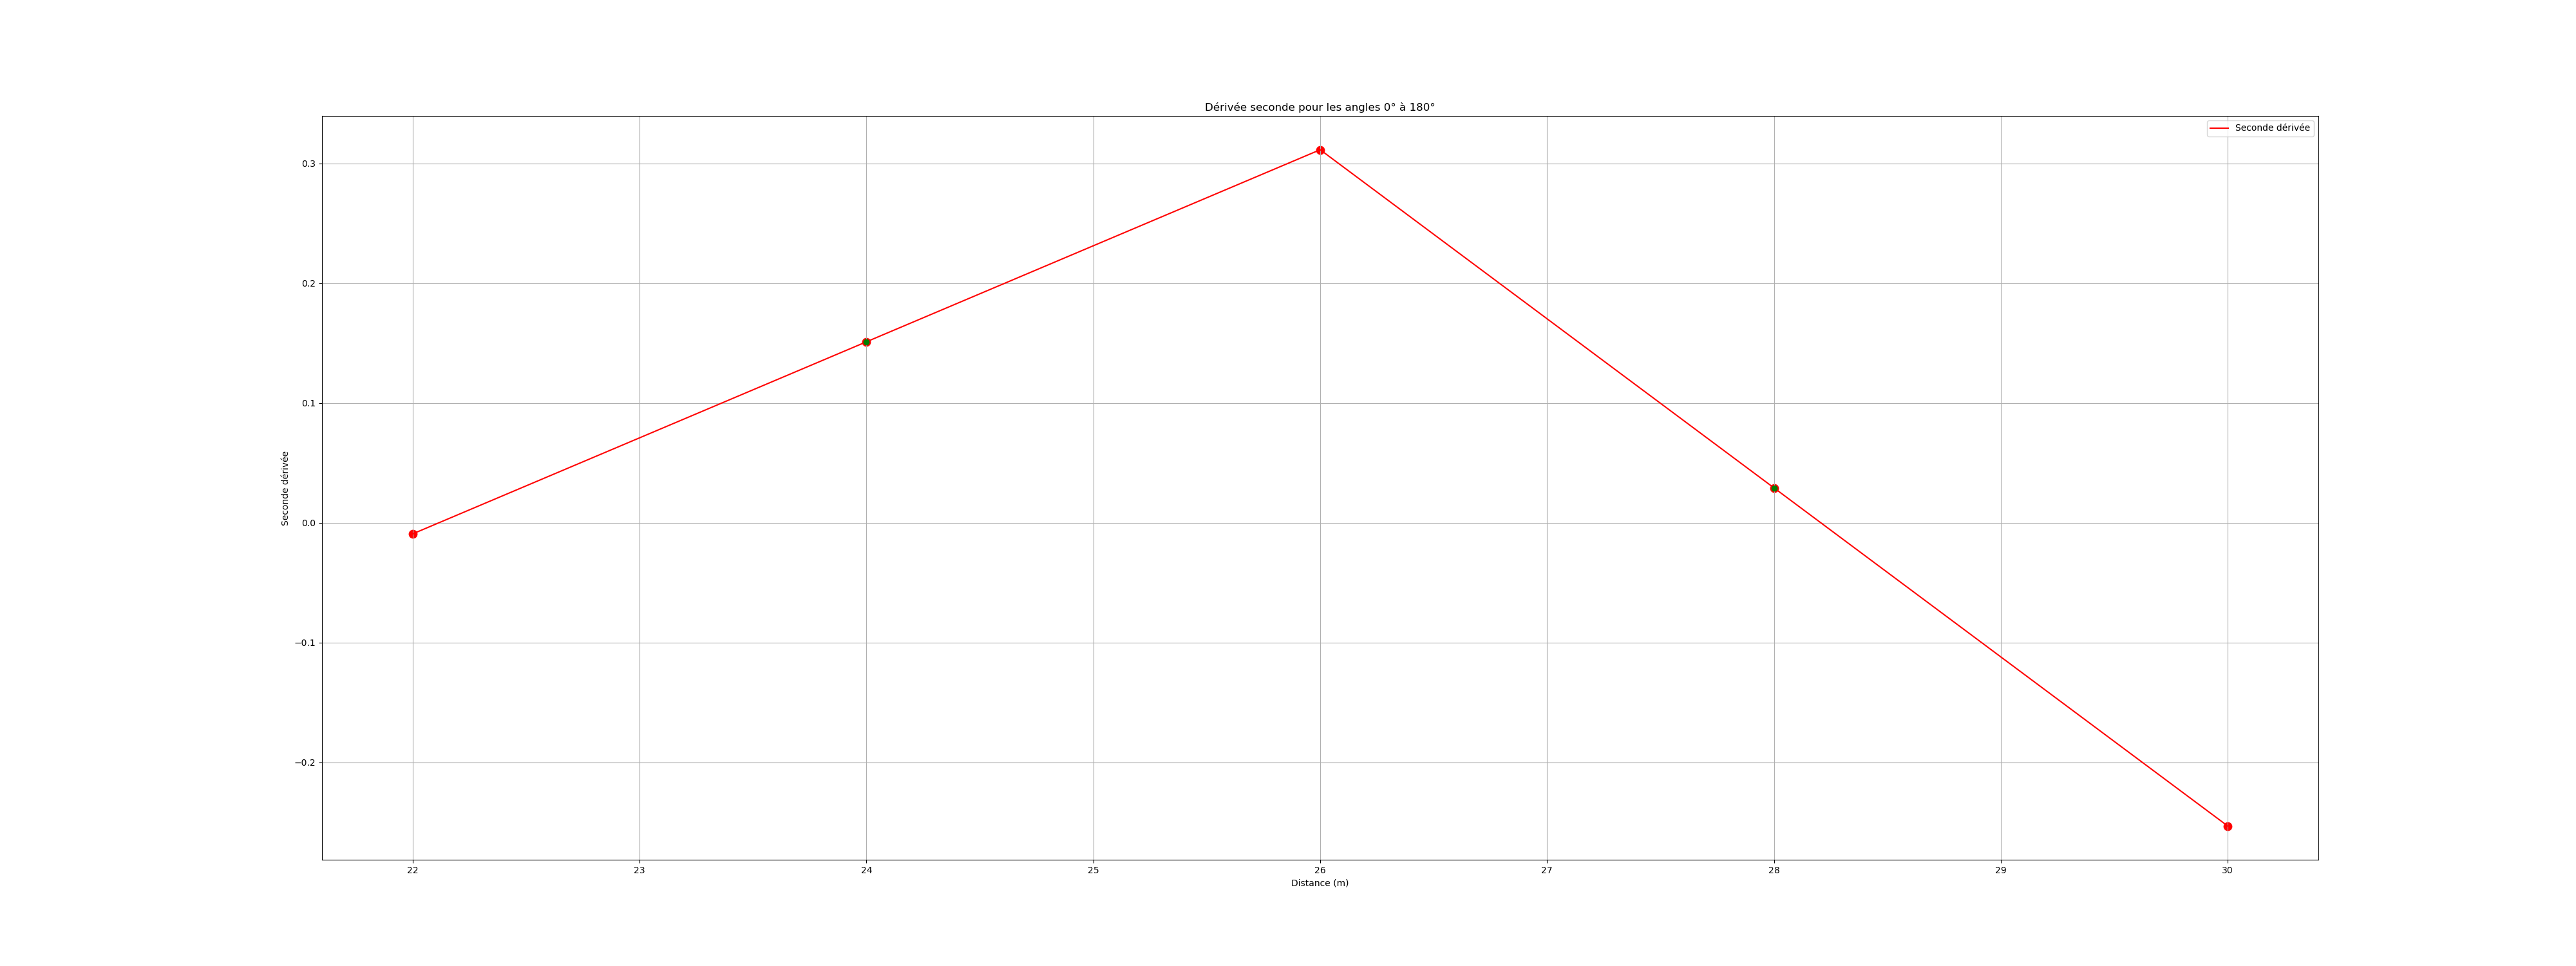 Dérivée seconde pour les angles 0° à 180°
Seconde dérivée
0.3
0.2
0.1
0.0
−0.1
−0.2
Seconde dérivée
22 23 24 25 26 27 28 29 30
Distance (m)